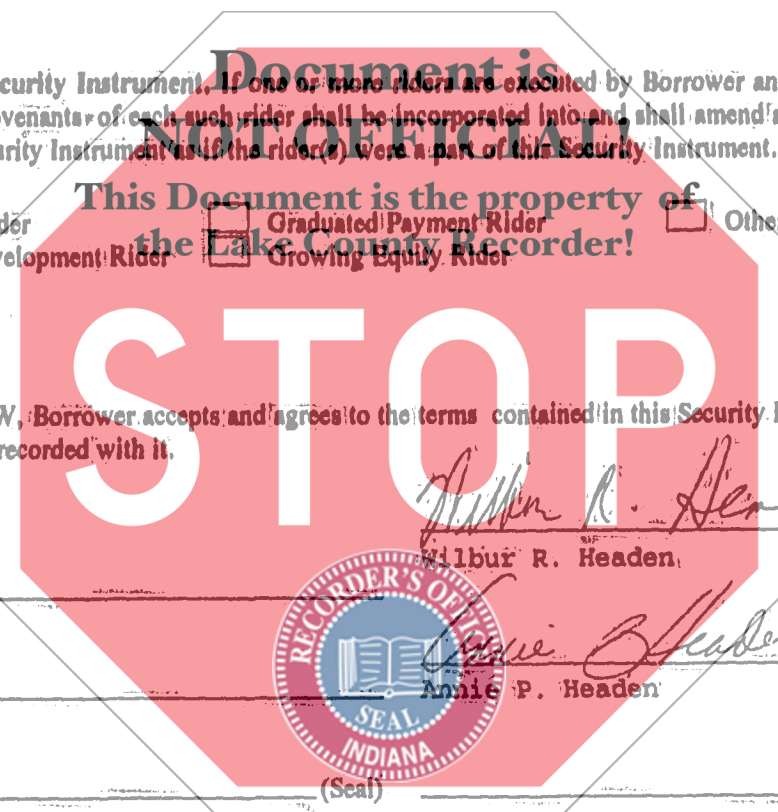 Document is
curity Instrument. If one or more riders are executed by Borrower an
venants of each such rider shall be incorporated into and shall amend a
NOT OFFICIAL!
rity Instrument as if the rider(s) were a part of this Security Instrument.
This Document is the property of
der Graduated Payment Rider Othe
the Lake County Recorder!
velopment Rider Growing Equity Rider
STOP
W, Borrower accepts and agrees to the terms contained in this Security I
recorded with it.
Wilbur R. Headen
Annie P. Headen
RECORDER'S OFFICE
SEAL
INDIANA
(Seal)